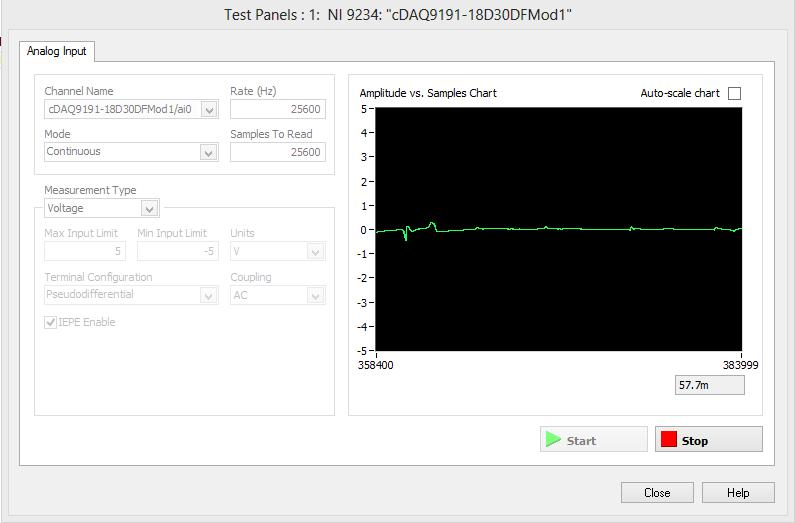 Test Panels : 1: NI 9234: "cDAQ9191-18D30DFMod1"
Analog Input
Channel Name
Rate (Hz)
cDAQ9191-18D30DFMod1/ai0
25600
Mode
Samples To Read
Continuous
25600
Measurement Type
Voltage
Max Input Limit
Min Input Limit
Units
5
-5
V
Terminal Configuration
Coupling
Pseudodifferential
AC
IEPE Enable
Amplitude vs. Samples Chart
Auto-scale chart
5
4
3
2
1
0
-1
-2
-3
-4
-5
358400
383999
57.7m
Start
Stop
Close
Help